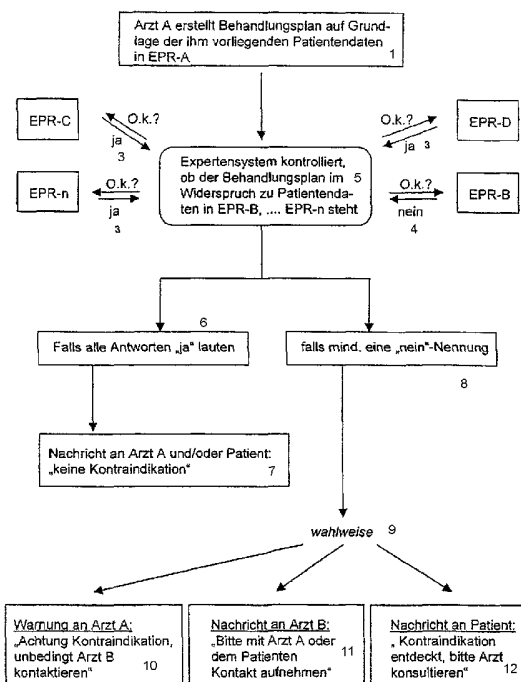 Arzt A erstellt Behandlungsplan auf Grund-
lage der ihm vorliegenden Patientendaten
in EPR-A
1
EPR-C
O.k.?
ja
3
O.k.?
ja 3
EPR-D
EPR-n
O.k.?
ja
3
Expertensystem kontrolliert,
ob der Behandlungsplan im 5
Widerspruch zu Patientenda-
ten in EPR-B, .... EPR-n steht
O.k.?
nein
4
EPR-B
6
Falls alle Antworten „ja" lauten
falls mind. eine „nein"-Nennung
8
Nachricht an Arzt A und/oder Patient:
„keine Kontraindikation"
7
wahlweise 9
Warnung an Arzt A:
„Achtung Kontraindikation,
unbedingt Arzt B
kontaktieren"
10
Nachricht an Arzt B:
„Bitte mit Arzt A oder
dem Patienten
Kontakt aufnehmen"
11
Nachricht an Patient:
„ Kontraindikation
entdeckt, bitte Arzt
konsultieren"
12